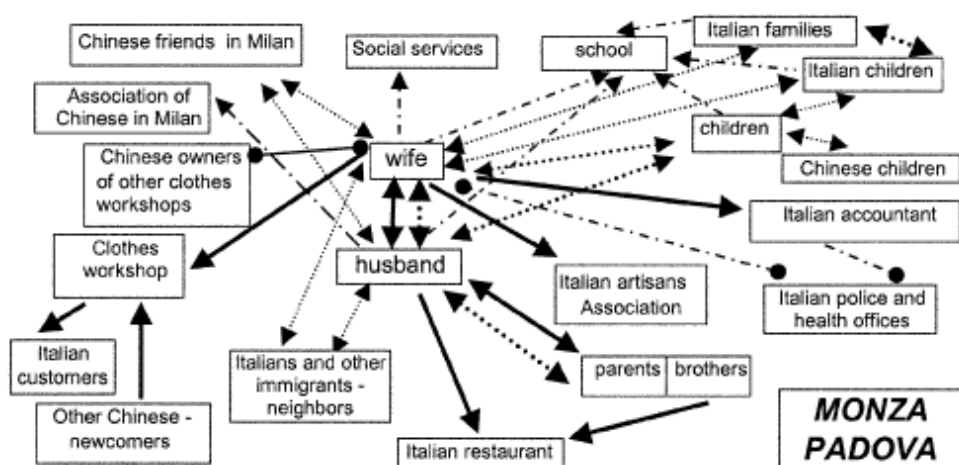 Chinese friends in Milan
Social services
school
Italian families
Italian children
Association of
Chinese in Milan
children
Chinese owners
of other clothes
workshops
wife
Chinese children
Italian accountant
Clothes
workshop
husband
Italian artisans
Association
Italian police and
health offices
Italian
customers
Italians and other
immigrants -
neighbors
parents
brothers
Other Chinese -
newcomers
Italian restaurant
MONZA
PADOVA